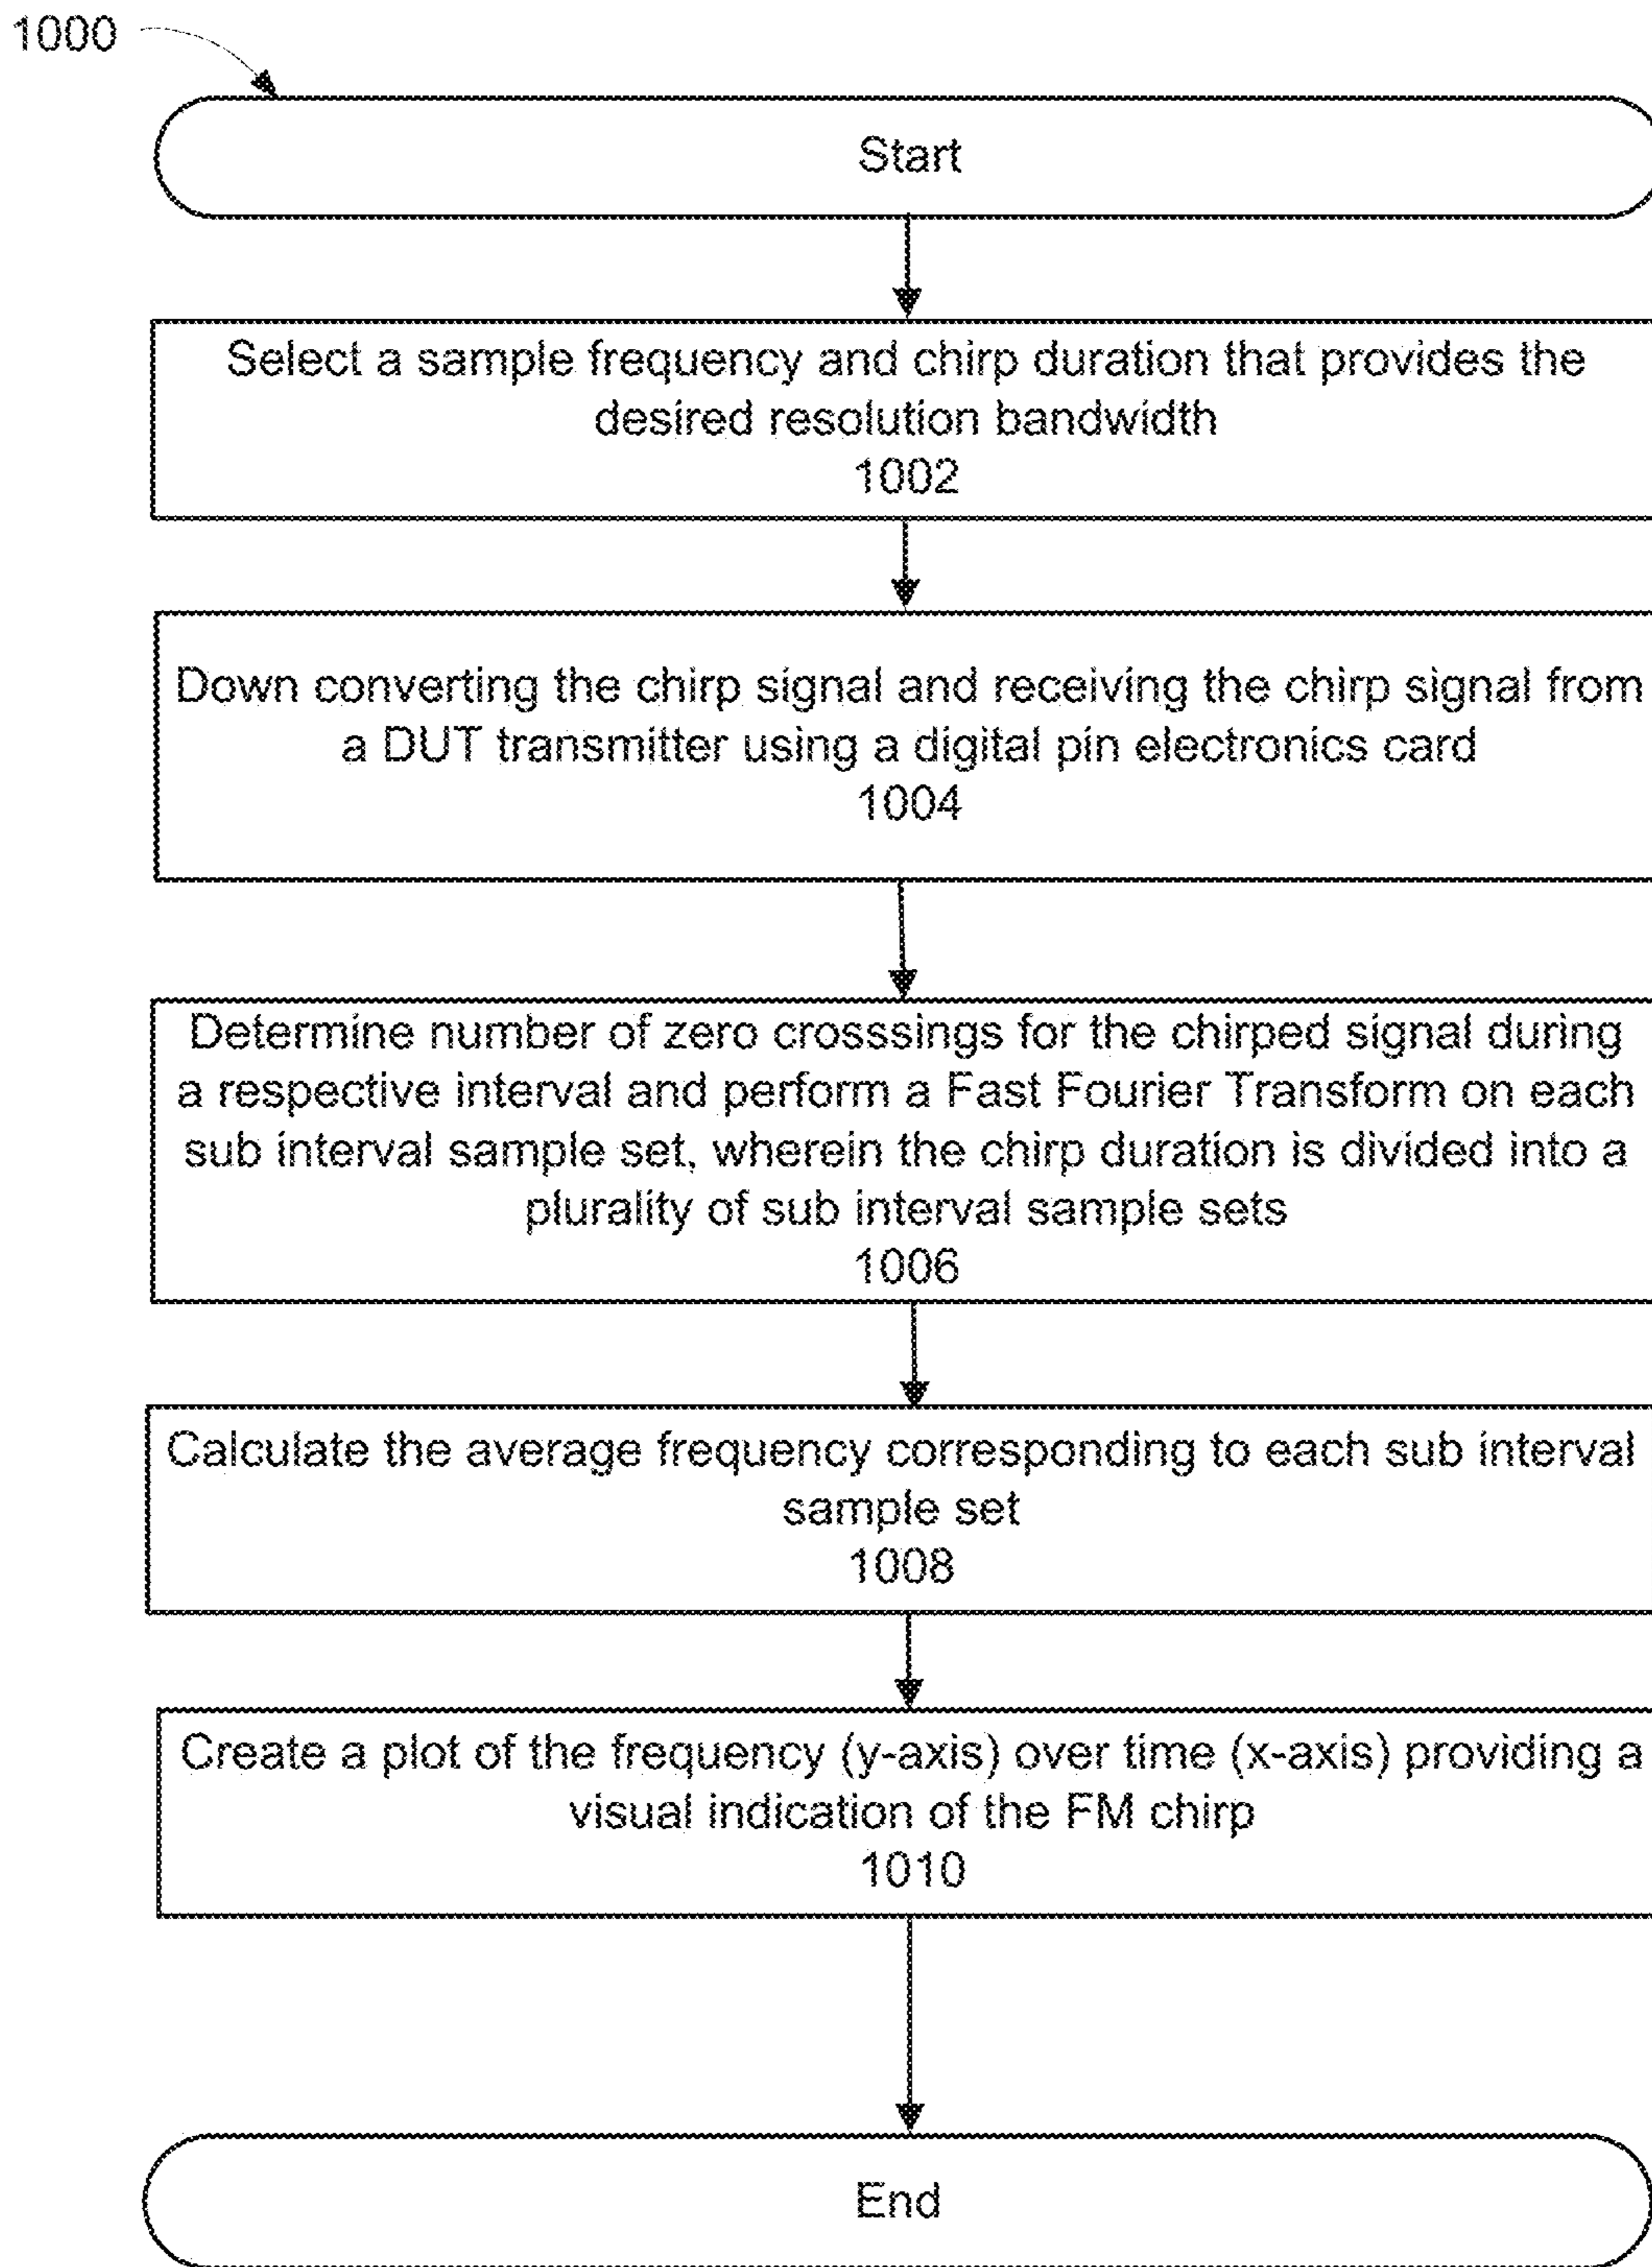 1000
Start
Select a sample frequency and chirp duration that provides the
desired resolution bandwidth
1002
Down converting the chirp signal and receiving the chirp signal from
a DUT transmitter using a digital pin electronics card
1004
Determine number of zero crosssings for the chirped signal during
a respective interval and perform a Fast Fourier Transform on each
sub interval sample set, wherein the chirp duration is divided into a
plurality of sub interval sample sets
1006
Calculate the average frequency corresponding to each sub interval
sample set
1008
Create a plot of the frequency (y-axis) over time (x-axis) providing a
visual indication of the FM chirp
1010
End